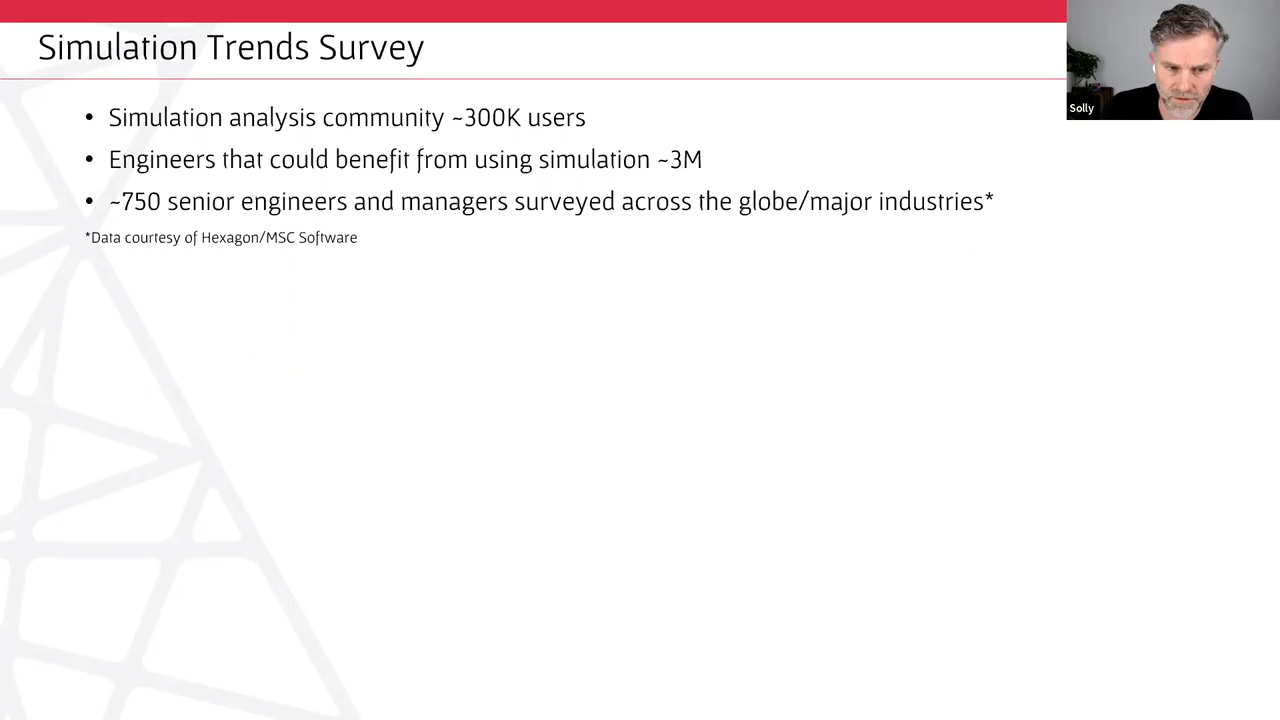 Simulation Trends Survey
• Simulation analysis community ~300K users
• Engineers that could benefit from using simulation ~3M
• ~750 senior engineers and managers surveyed across the globe/major industries*
*Data courtesy of Hexagon/MSC Software
Solly